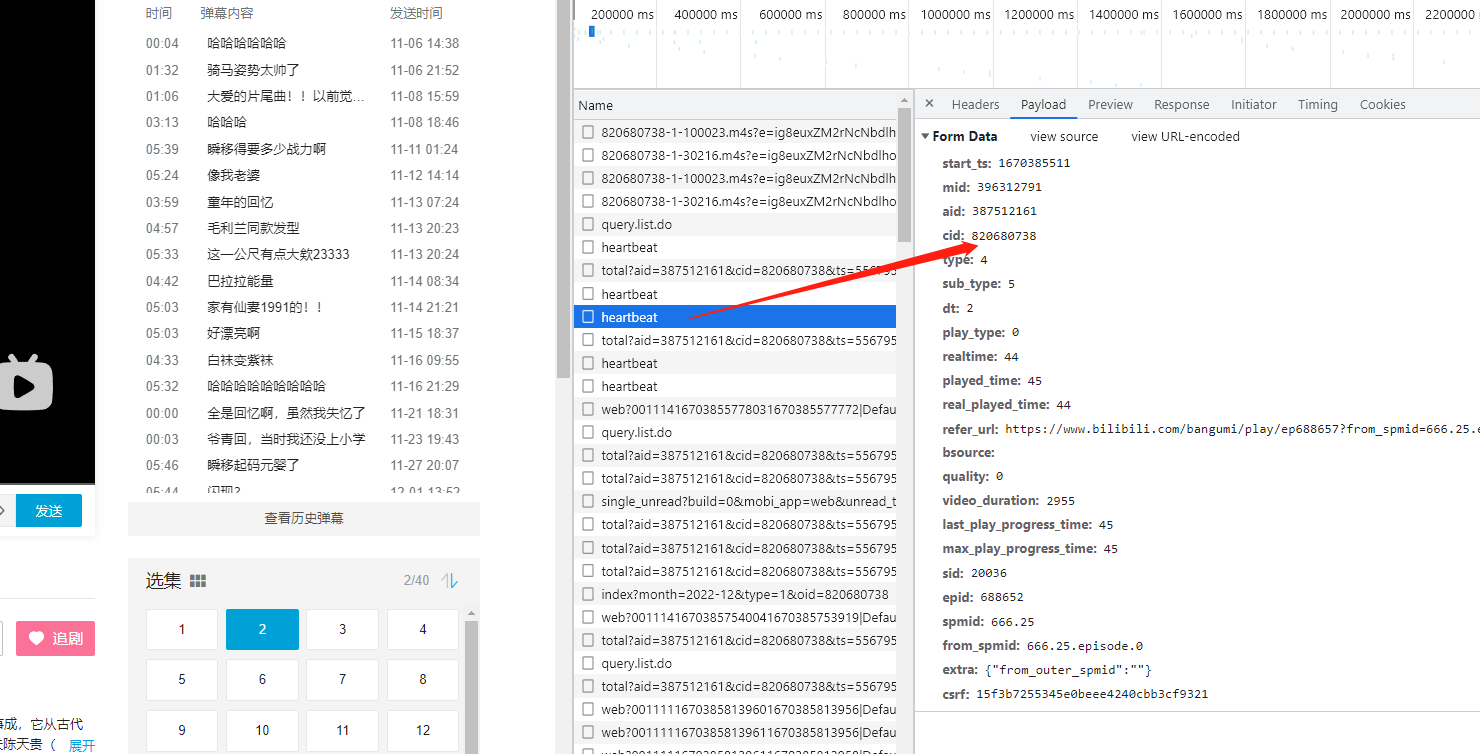 时间 弹幕内容 发送时间
00:04 哈哈哈哈哈哈 11-06 14:38
01:32 骑马姿势太帅了 11-06 21:52
01:06 大爱的片尾曲！！以前觉... 11-08 15:59
03:13 哈哈哈 11-08 18:46
05:39 瞬移得要多少战力啊 11-11 01:24
05:24 像我老婆 11-12 14:14
03:59 童年的回忆 11-13 07:24
04:57 毛利兰同款发型 11-13 20:23
05:33 这一公尺有点大欸23333 11-13 20:24
04:42 巴拉拉能量 11-14 08:34
05:03 家有仙妻1991的！！ 11-14 21:21
05:03 好漂亮啊 11-15 18:37
04:33 白袜变紫袜 11-16 09:55
05:32 哈哈哈哈哈哈哈哈哈 11-16 21:29
00:00 全是回忆啊，虽然我失忆了 11-21 18:31
00:03 爷青回，当时我还没上小学 11-23 19:43
05:46 瞬移起码元婴了 11-27 20:07
05:44 闪现? 12-01 13:52
发送
查看历史弹幕
选集 2/40
1 2 3 4
5 6 7 8
9 10 11 12
追剧
事成，它从古代
陈天贵（ 展开
200000 ms 400000 ms 600000 ms 800000 ms 1000000 ms 1200000 ms 1400000 ms 1600000 ms 1800000 ms 2000000 ms 2200000
Name
820680738-1-100023.m4s?e=ig8euxZM2rNcNbdlh
820680738-1-30216.m4s?e=ig8euxZM2rNcNbdlho
820680738-1-100023.m4s?e=ig8euxZM2rNcNbdlh
820680738-1-30216.m4s?e=ig8euxZM2rNcNbdlho
query.list.do
heartbeat
total?aid=387512161&cid=820680738&ts=556795
heartbeat
heartbeat
total?aid=387512161&cid=820680738&ts=556795
heartbeat
heartbeat
web?0011141670385577803167038557​7772|Defau
query.list.do
total?aid=387512161&cid=820680738&ts=556795
total?aid=387512161&cid=820680738&ts=556795
single_unread?build=0&mobi_app=web&unread_t
total?aid=387512161&cid=820680738&ts=556795
total?aid=387512161&cid=820680738&ts=556795
total?aid=387512161&cid=820680738&ts=556795
index?month=2022-12&type=1&oid=820680738
web?00111416703857540041670385753919|Defau
total?aid=387512161&cid=820680738&ts=556795
query.list.do
total?aid=387512161&cid=820680738&ts=556795
web?00111116703858139601670385813956|Defau
web?00111116703858139611670385813956|Defau
× Headers Payload Preview Response Initiator Timing Cookies
Form Data view source view URL-encoded
start_ts: 1670385511
mid: 396312791
aid: 387512161
cid: 820680738
type: 4
sub_type: 5
dt: 2
play_type: 0
realtime: 44
played_time: 45
real_played_time: 44
refer_url: https://www.bilibili.com/bangumi/play/ep688657?from_spmid=666.25.e
bsource:
quality: 0
video_duration: 2955
last_play_progress_time: 45
max_play_progress_time: 45
sid: 20036
epid: 688652
spmid: 666.25
from_spmid: 666.25.episode.0
extra: {"from_outer_spmid":""}
csrf: 15f3b7255345e0beee4240cbb3cf9321